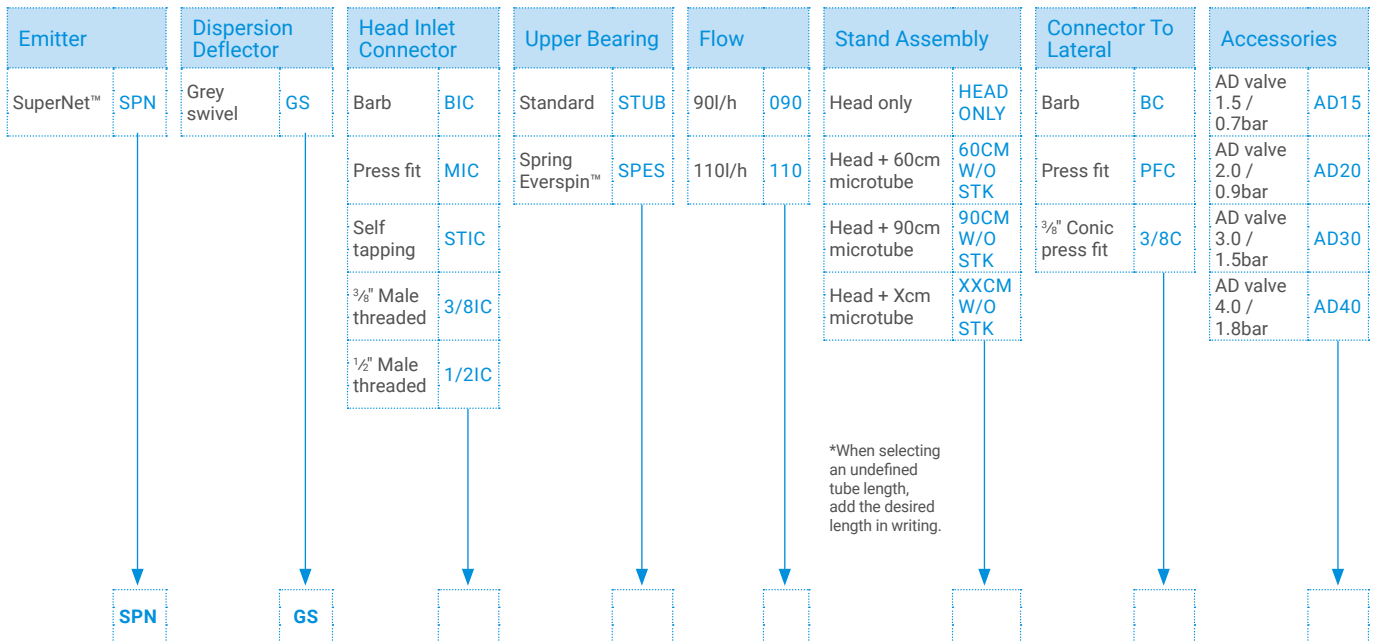 Emitter
SuperNet™ SPN
Dispersion
Deflector
Grey
swivel
GS
Head Inlet
Connector
Barb BIC
Press fit MIC
Self
tapping
STIC
3/8" Male
threaded
3/8IC
1/2" Male
threaded
1/2IC
Upper Bearing
Standard STUB
Spring
Everspin™
SPES
Flow
90l/h 090
110l/h 110
Stand Assembly
Head only
HEAD
ONLY
Head + 60cm
microtube
60CM
W/O
STK
Head + 90cm
microtube
90CM
W/O
STK
Head + Xcm
microtube
XXCM
W/O
STK
*When selecting
an undefined
tube length,
add the desired
length in writing.
Connector To
Lateral
Barb BC
Press fit PFC
3/8" Conic
press fit
3/8C
Accessories
AD valve
1.5 /
0.7bar
AD15
AD valve
2.0 /
0.9bar
AD20
AD valve
3.0 /
1.5bar
AD30
AD valve
4.0 /
1.8bar
AD40
SPN GS